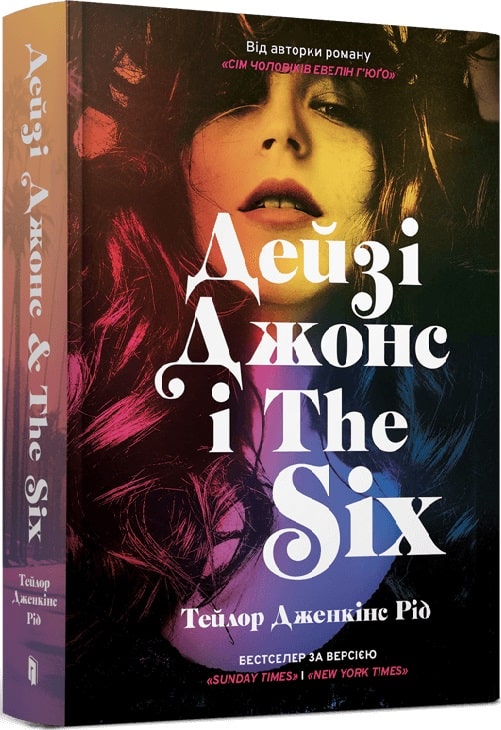 Від авторки роману
«СІМ ЧОЛОВІКІВ ЕВЕЛІН Г'ЮҐО»
Дейзі
Джонс
і The
Six
Тейлор Дженкінс Рід
БЕСТСЕЛЕР ЗА ВЕРСІЄЮ
«SUNDAY TIMES» І «NEW YORK TIMES»
Дейзі Джонс & The Six
Тейлор
Дженкінс
Рід